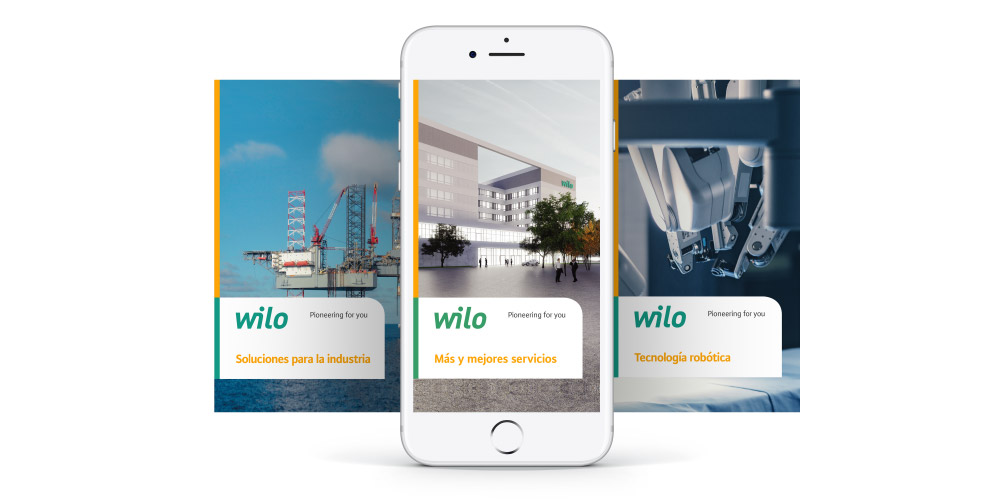 wilo
wilo Pioneering for you
Soluciones para la industria
wilo Pioneering for you
Más y mejores servicios
wilo Pioneering for you
Tecnología robótica